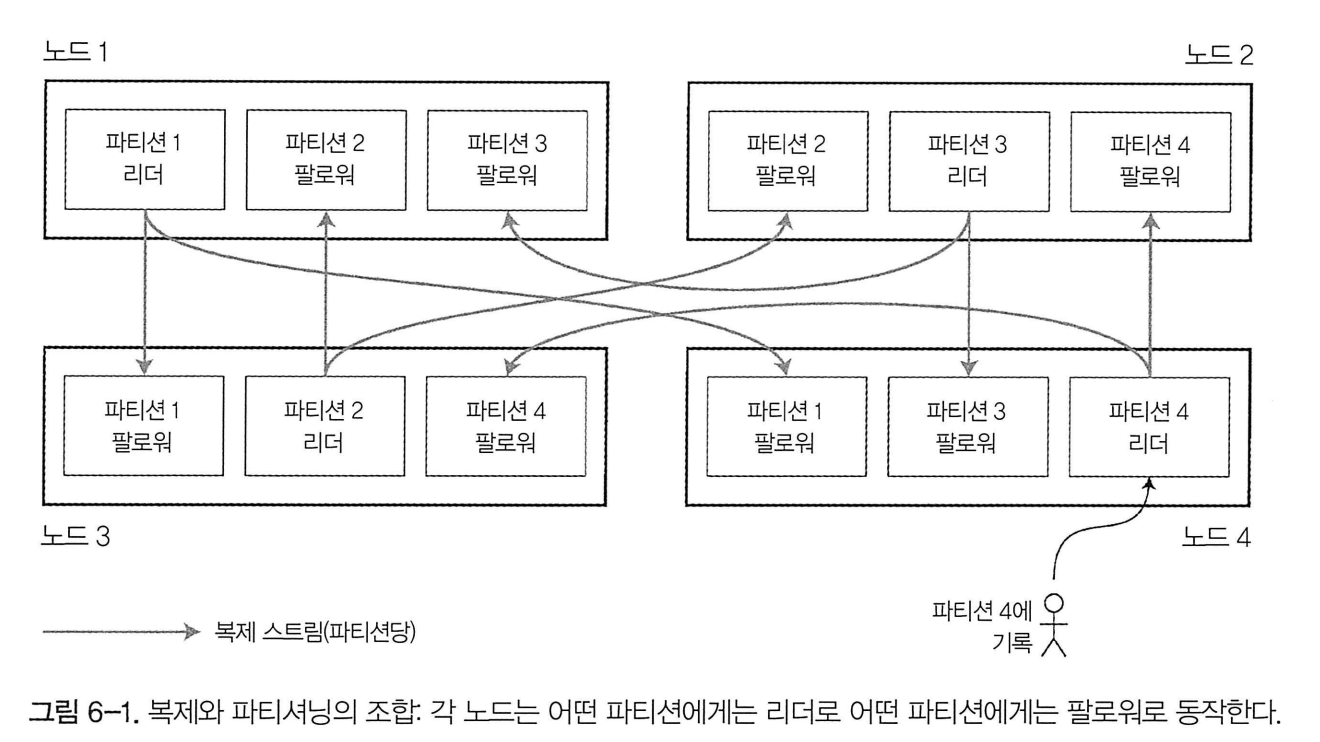 노드 1
노드 2
파티션 1
리더
파티션 2
팔로워
파티션 3
팔로워
파티션 2
팔로워
파티션 3
리더
파티션 4
팔로워
파티션 1
팔로워
파티션 2
리더
파티션 4
팔로워
파티션 1
팔로워
파티션 3
팔로워
파티션 4
리더
노드 3
노드 4
파티션 4에
기록
복제 스트림(파티션당)
그림 6-1. 복제와 파티셔닝의 조합: 각 노드는 어떤 파티션에게는 리더로 어떤 파티션에게는 팔로워로 동작한다.